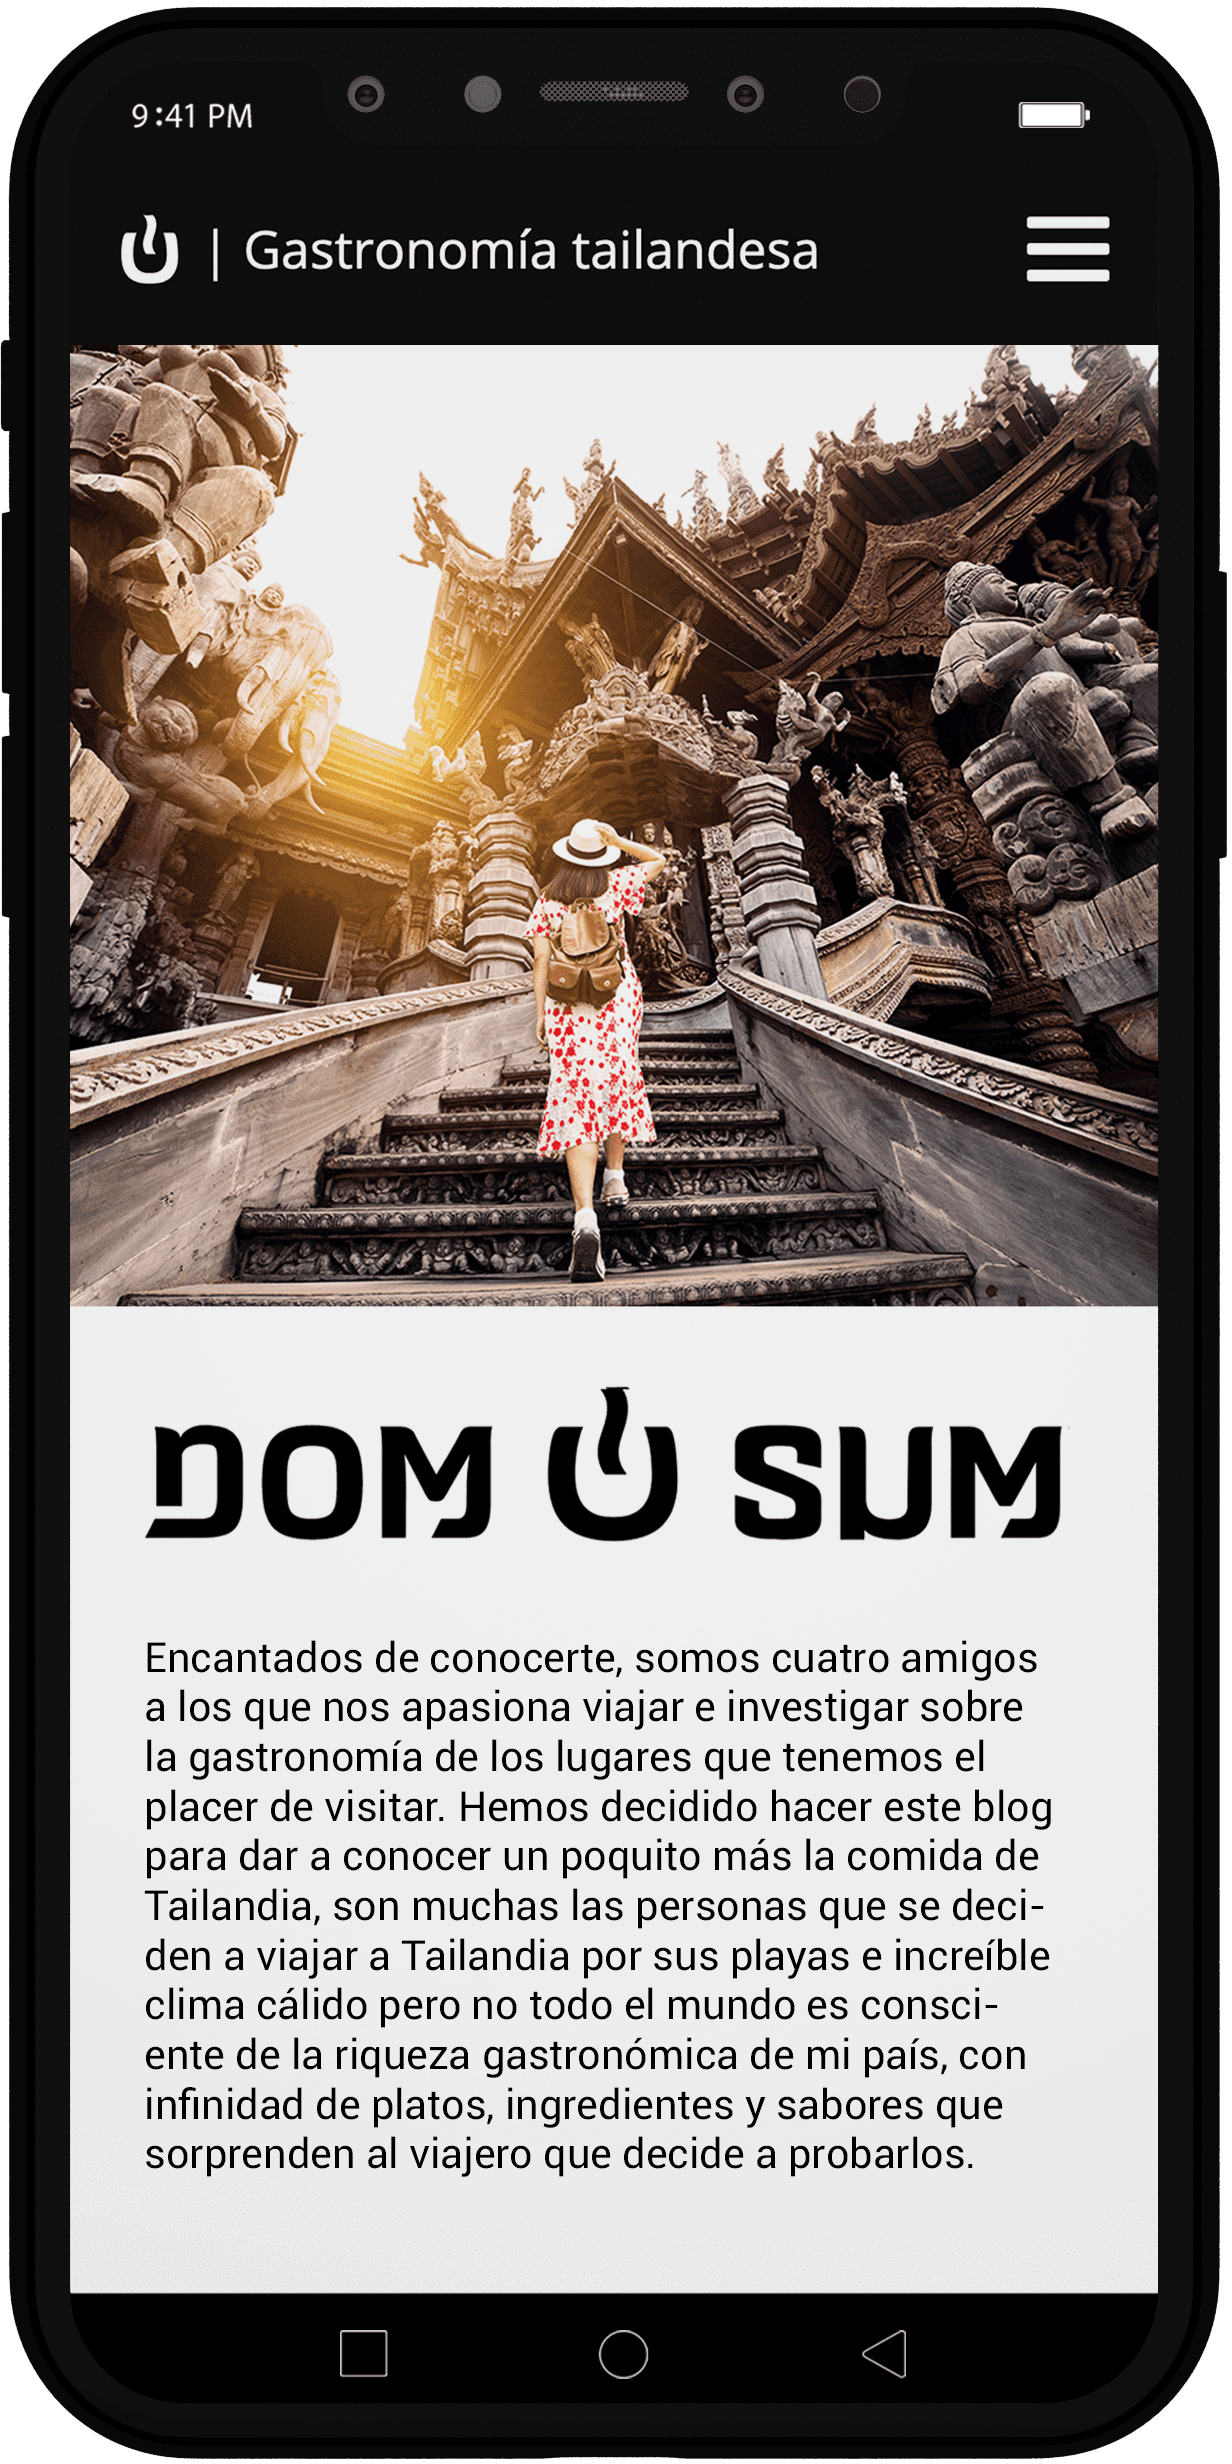 9:41 PM
| Gastronomía tailandesa
DOM SUM
Encantados de conocerte, somos cuatro amigos
a los que nos apasiona viajar e investigar sobre
la gastronomía de los lugares que tenemos el
placer de visitar. Hemos decidido hacer este blog
para dar a conocer un poquito más la comida de
Tailandia, son muchas las personas que se deci-
den a viajar a Tailandia por sus playas e increíble
clima cálido pero no todo el mundo es consci-
ente de la riqueza gastronómica de mi país, con
infinidad de platos, ingredientes y sabores que
sorprenden al viajero que decide a probarlos.